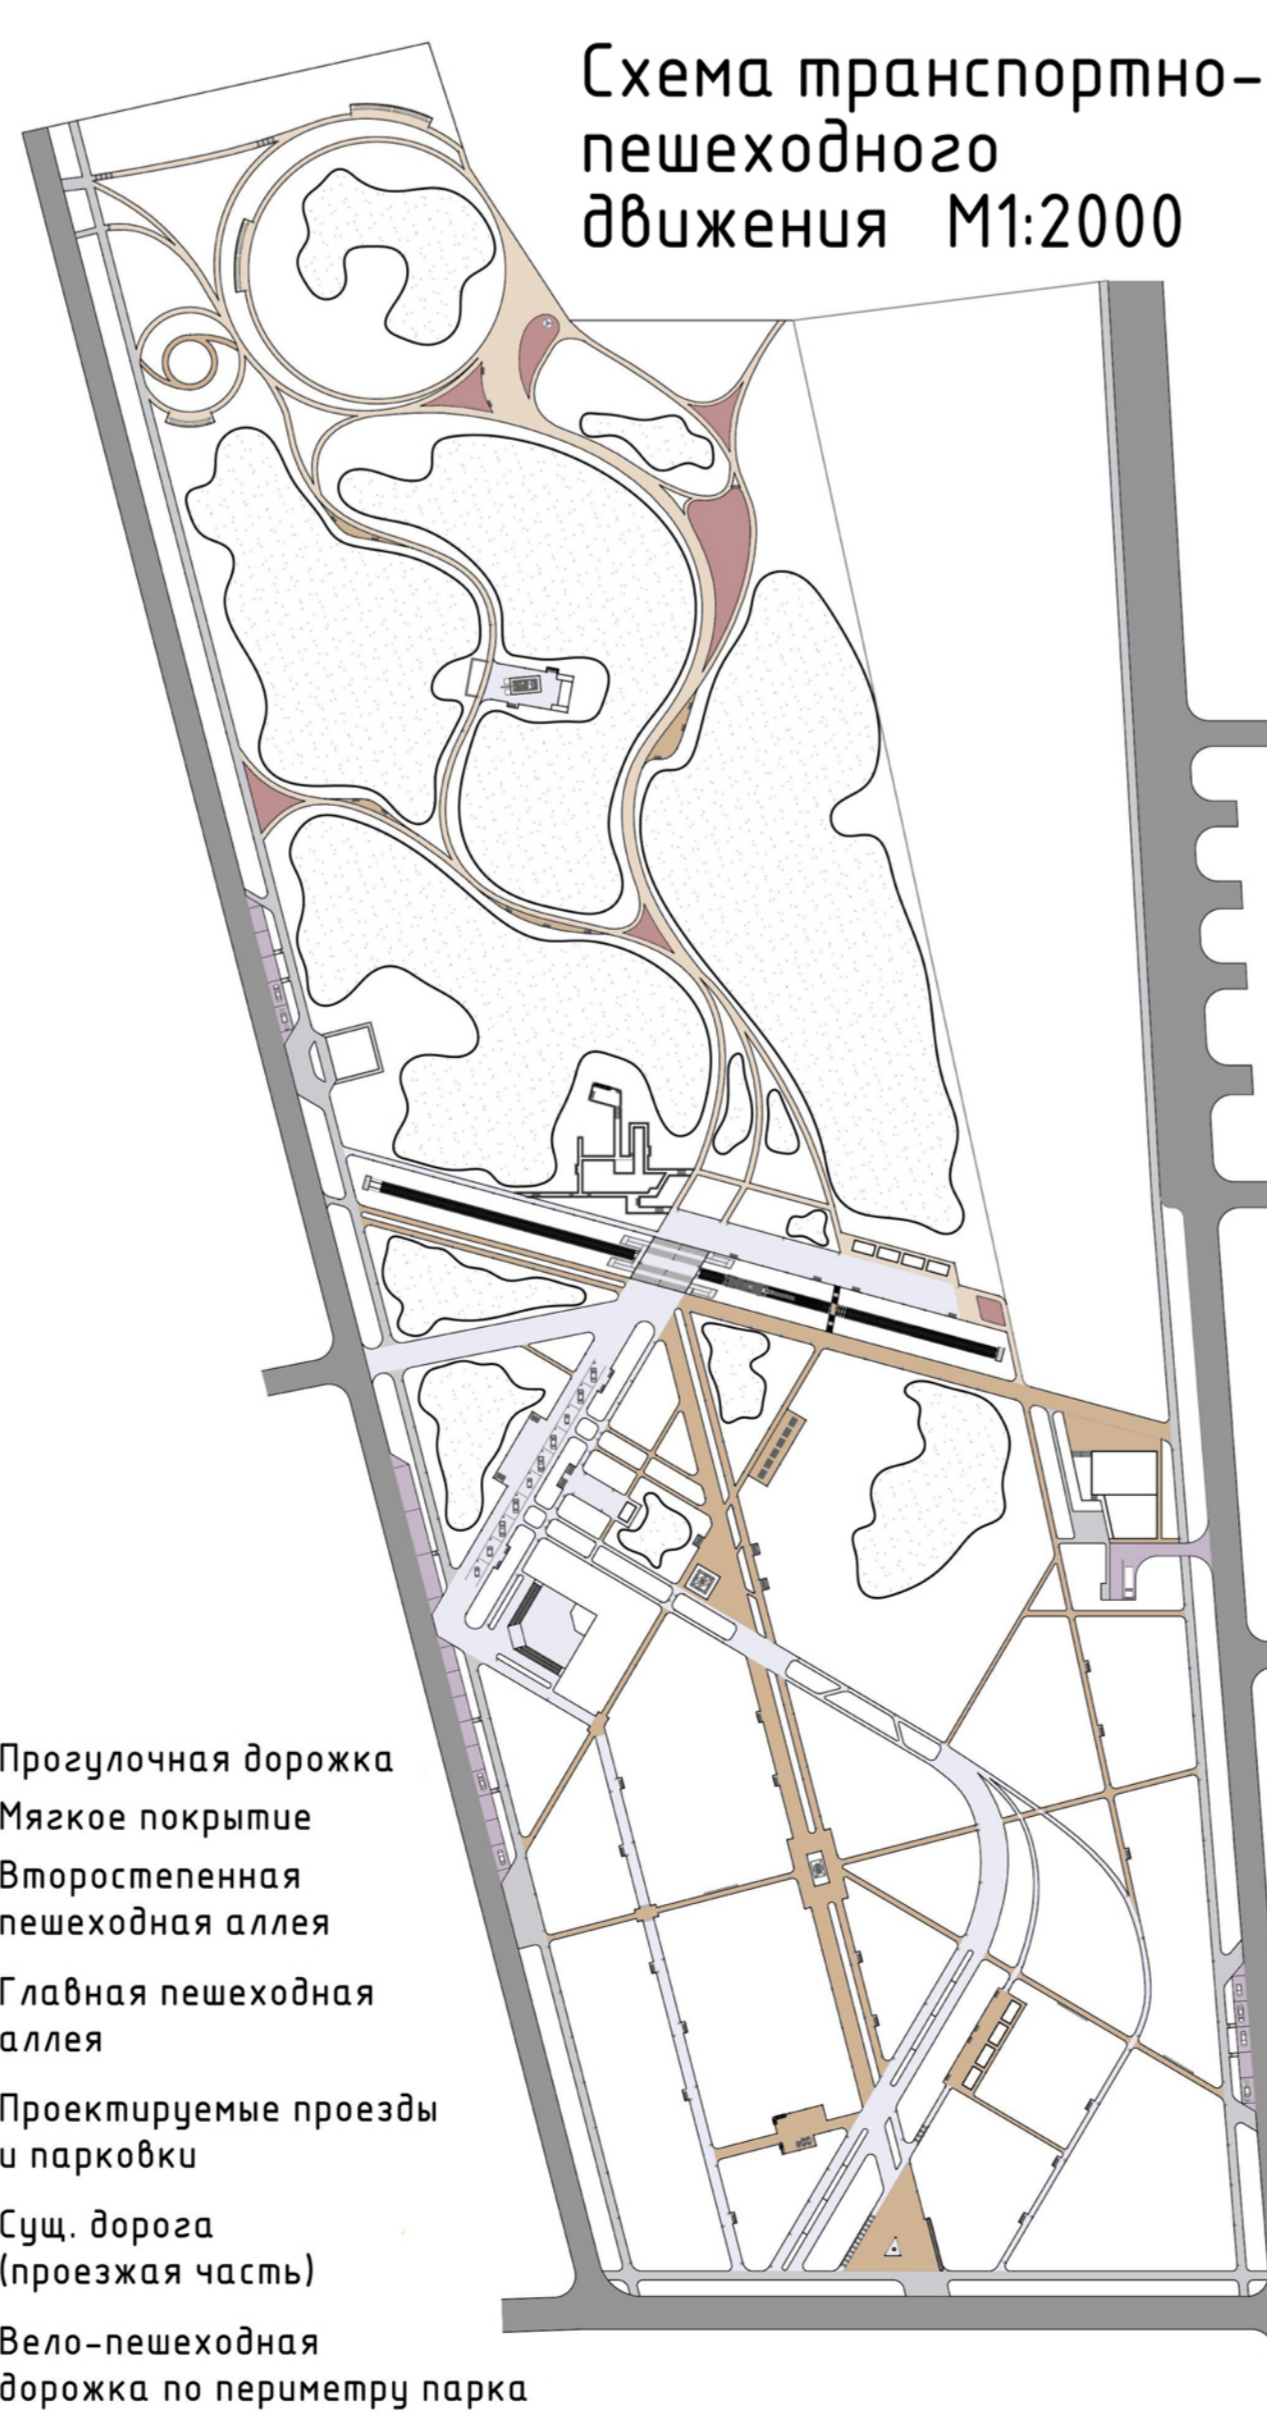 Схема транспортно-
пешеходного
движения М1:2000
Прогулочная дорожка
Мягкое покрытие
Второстепенная
пешеходная аллея
Главная пешеходная
аллея
Проектируемые проезды
и парковки
Сущ. дорога
(проезжая часть)
Вело-пешеходная
дорожка по периметру парка